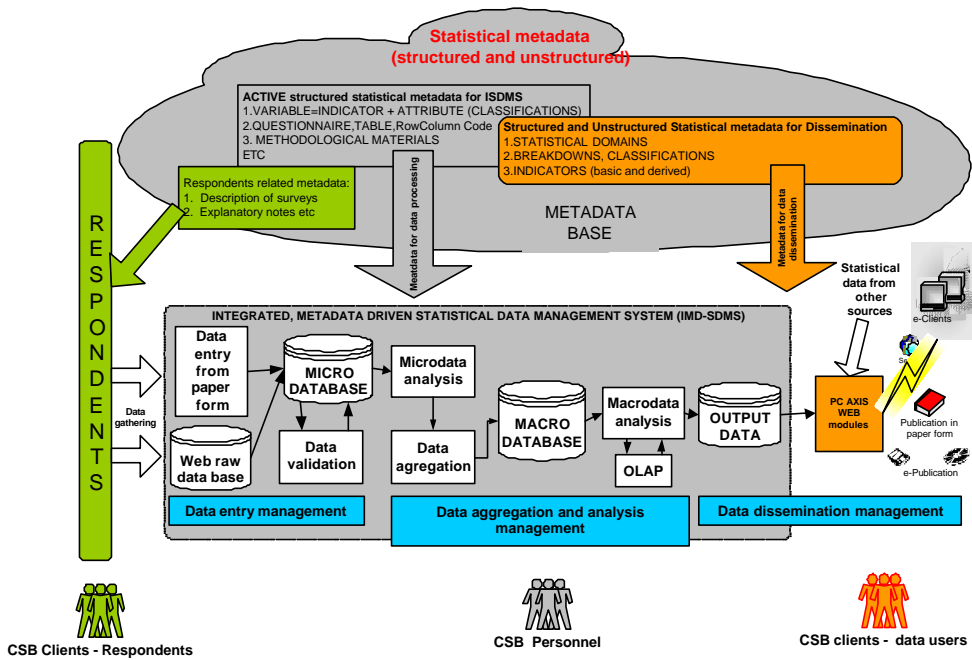 Statistical metadata
(structured and unstructured)
ACTIVE structured statistical metadata for ISDMS
1.VARIABLE=INDICATOR + ATTRIBUTE (CLASSIFICATIONS)
2.QUESTIONNAIRE,TABLE,RowColumn Code
3. METHODOLOGICAL MATERIALS
ETC
Structured and Unstructured Statistical metadata for Dissemination
1.STATISTICAL DOMAINS
2.BREAKDOWNS, CLASSIFICATIONS
3.INDICATORS (basic and derived)
Respondents related metadata:
1. Description of surveys
2. Explanatory notes etc
METADATA
BASE
Meatdata for data processing
Metadata for data
dissemination
RESPONDENTS
Statistical
data from
other
sources
e-Clients
INTEGRATED, METADATA DRIVEN STATISTICAL DATA MANAGEMENT SYSTEM (IMD-SDMS)
Data
entry
from
paper
form
MICRO
DATABASE
Microdata
analysis
Data
gathering
Web raw
data base
Data
validation
Data
agregation
MACRO
DATABASE
Macrodata
analysis
OLAP
OUTPUT
DATA
PC AXIS
WEB
modules
Publication in
paper form
e-Publication
Data entry management
Data aggregation and analysis
management
Data dissemination management
CSB Clients - Respondents
CSB Personnel
CSB clients - data users